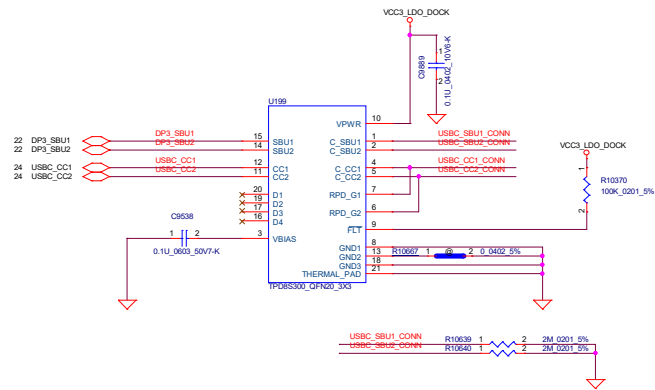 VCC3_LDO_DOCK
1
C9889
2
0.1U_0402_10V6-K
U199
VPWR 10
22 DP3_SBU1 DP3_SBU1 15 SBU1 C_SBU1 1 USBC_SBU1_CONN
22 DP3_SBU2 DP3_SBU2 14 SBU2 C_SBU2 2 USBC_SBU2_CONN
VCC3_LDO_DOCK
24 USBC_CC1 USBC_CC1 12 CC1 C_CC1 4 USBC_CC1_CONN
24 USBC_CC2 USBC_CC2 11 CC2 C_CC2 5 USBC_CC2_CONN
1
R10370
100K_0201_5%
2
20 D1 RPD_G1 7
19 D2
17 D3 RPD_G2 6
16 D4
FLT 9
C9538
1 2
0.1U_0603_50V7-K
3 VBIAS
GND1 8
GND2 13 R10667 1 @ 2 0_0402_5%
GND3 18
THERMAL_PAD 21
TPD8S300_QFN20_3X3
USBC_SBU1_CONN R10639 1 2 2M_0201_5%
USBC_SBU2_CONN R10640 1 2 2M_0201_5%